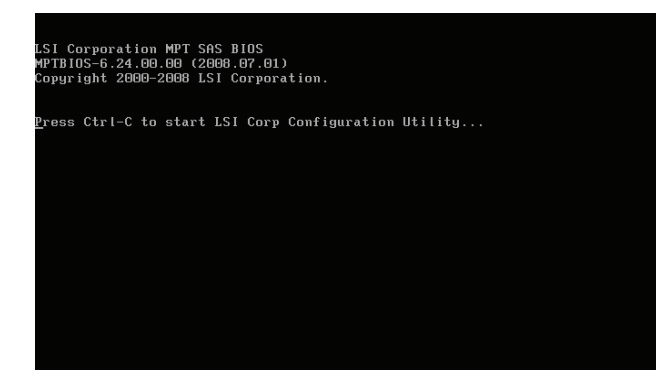 LSI Corporation MPT SAS BIOS
MPTBIOS-6.24.00.00 (2008.07.01)
Copyright 2000-2008 LSI Corporation.
Press Ctrl-C to start LSI Corp Configuration Utility...